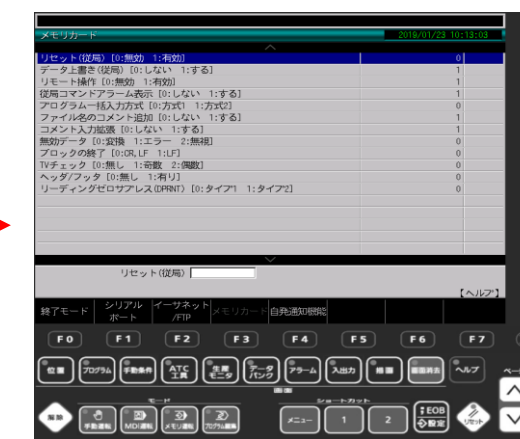 メモリカード 2019/01/23 10:13:03
リセット(従局) [0:無効 1:有効] 0
データ上書き(従局) [0:しない 1:する] 1
リモート操作 [0:無効 1:有効] 1
従局コマンドアラーム表示 [0:しない 1:する] 1
プログラム一括入力方式 [0:方式1 1:方式2] 0
ファイル名のコメント追加 [0:しない 1:する] 1
コメント入力拡張 [0:しない 1:する] 1
無効データ [0:変換 1:エラー 2:無視] 0
ブロックの終了 [0:CR,LF 1:LF] 0
TVチェック [0:無し 1:奇数 2:偶数] 0
ヘッダ/フッタ [0:無し 1:有り] 0
リーディングゼロサプレス(DPRNT) [0:タイプ1 1:タイプ2] 0
リセット(従局)
【ヘルプ】
終了モード シリアルポート イーサネット/FTP メモリカード 自発通知機能
F0 F1 F2 F3 F4 F5 F6 F7
位置 プログラム 手動操作 ATC工具 生産モニタ データバンク アラーム 入出力 描画 画面消去 ヘルプ
画面
モード ショートカット
解除 手動運転 MDI運転 メモリ運転 プログラム編集 メニュー 1 2 ;EOB 設定 リセット